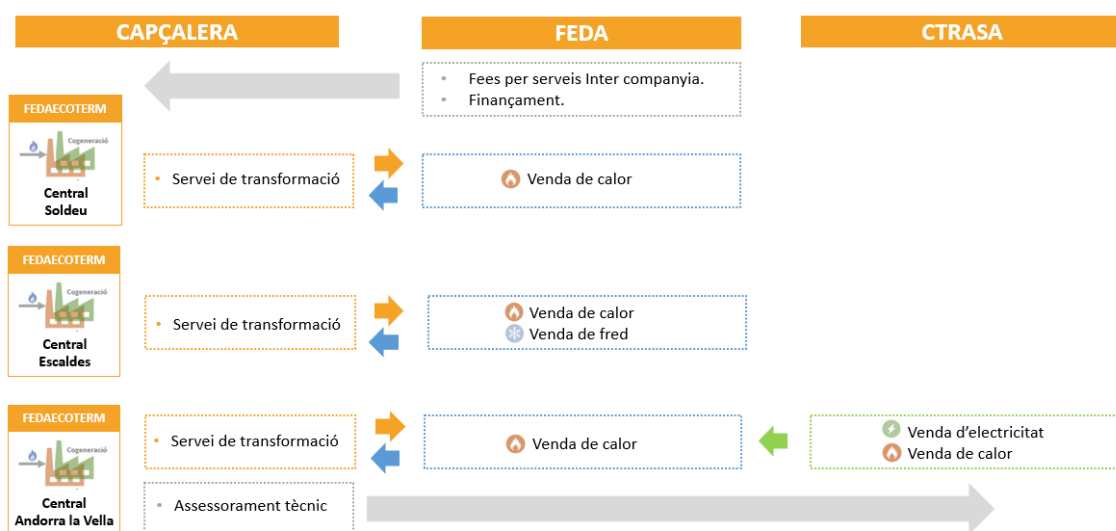 CAPÇALERA
FEDA
CTRASA
• Fees per serveis Inter companyia.
• Finançament.
FEDAECOTERM
Cogeneració
Central
Soldeu
• Servei de transformació
Venda de calor
FEDAECOTERM
Cogeneració
Central
Escaldes
• Servei de transformació
Venda de calor
Venda de fred
FEDAECOTERM
Cogeneració
Central
Andorra la Vella
• Servei de transformació
Venda de calor
Venda d'electricitat
Venda de calor
• Assessorament tècnic